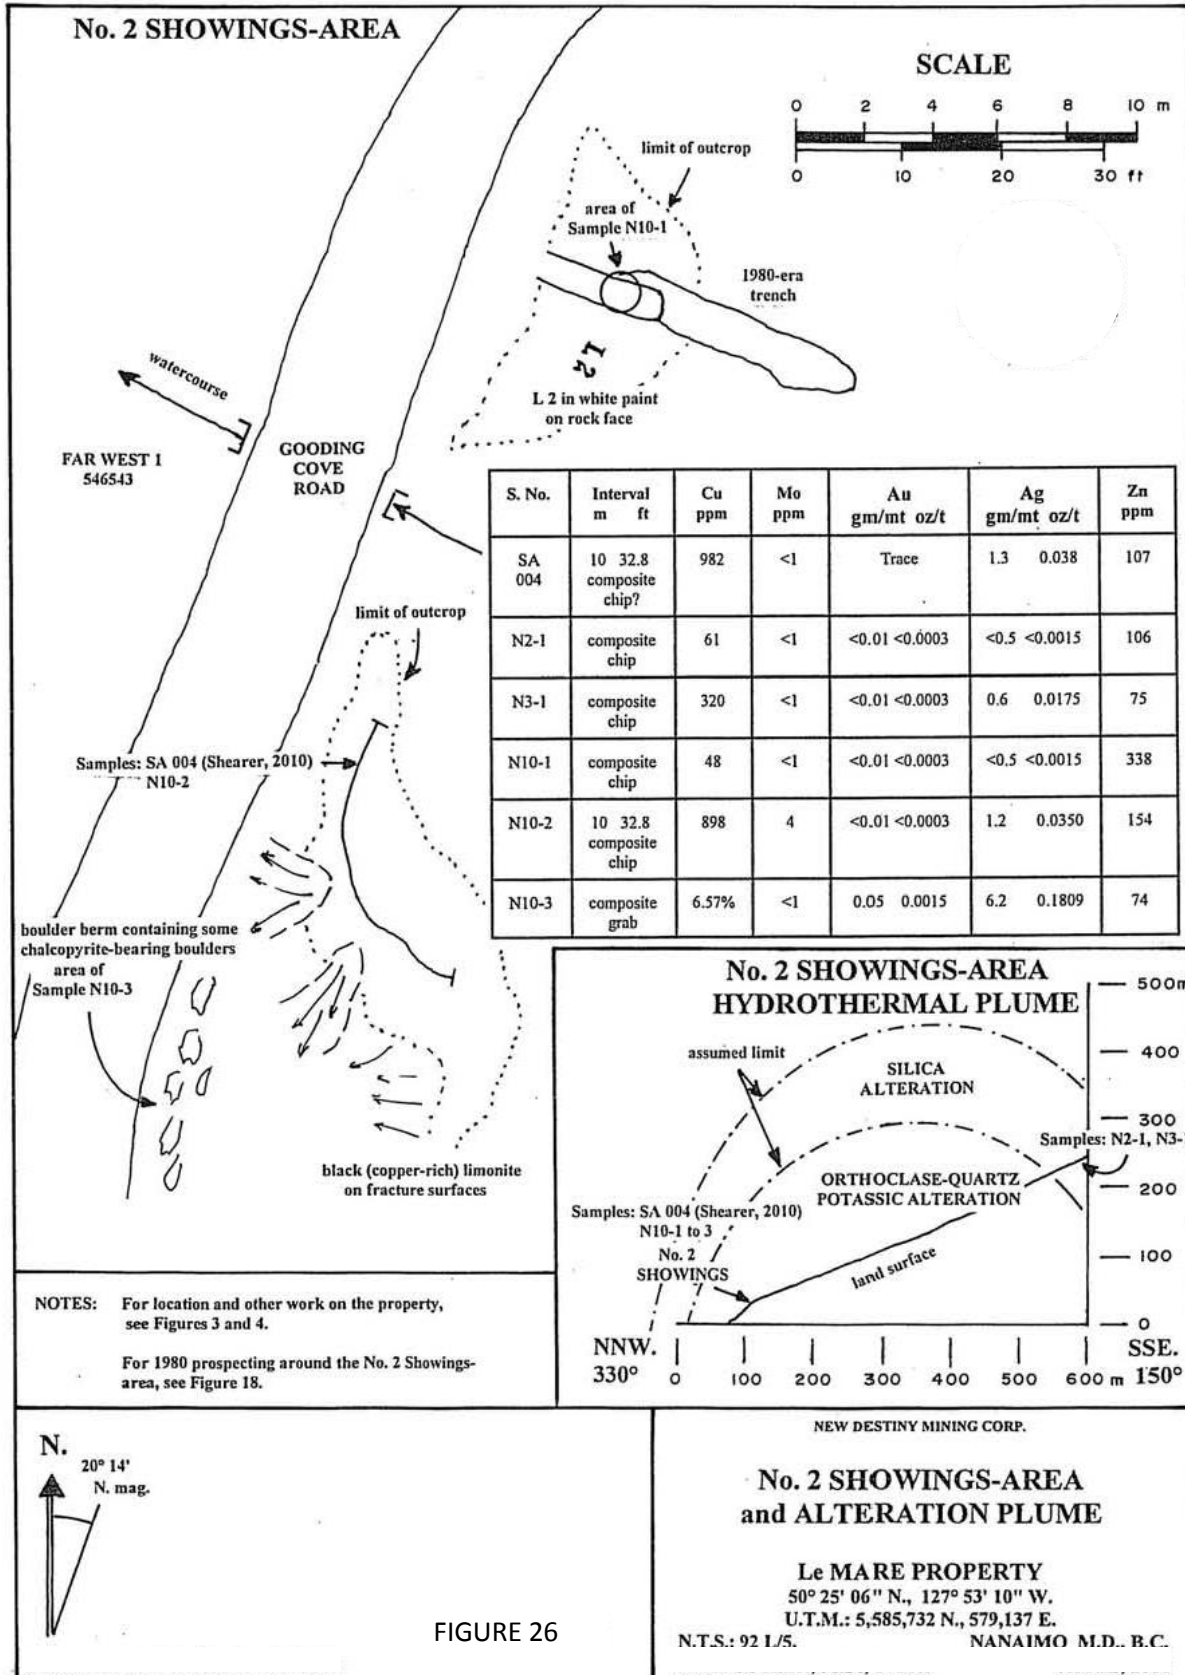 No. 2 SHOWINGS-AREA
SCALE
0 2 4 6 8 10 m
0 10 20 30 ft
limit of outcrop
area of
Sample N10-1
1980-era
trench
L2
L 2 in white paint
on rock face
watercourse
FAR WEST 1
546543
GOODING
COVE
ROAD
S. No. Interval Cu Mo Au Ag Zn
m ft ppm ppm gm/mt oz/t gm/mt oz/t ppm
SA 10 32.8 982 <1 Trace 1.3 0.038 107
004 composite
chip?
N2-1 composite 61 <1 <0.01 <0.0003 <0.5 <0.0015 106
chip
N3-1 composite 320 <1 <0.01 <0.0003 0.6 0.0175 75
chip
N10-1 composite 48 <1 <0.01 <0.0003 <0.5 <0.0015 338
chip
N10-2 10 32.8 898 4 <0.01 <0.0003 1.2 0.0350 154
composite
chip
N10-3 composite 6.57% <1 0.05 0.0015 6.2 0.1809 74
grab
limit of outcrop
Samples: SA 004 (Shearer, 2010)
N10-2
boulder berm containing some
chalcopyrite-bearing boulders
area of
Sample N10-3
black (copper-rich) limonite
on fracture surfaces
No. 2 SHOWINGS-AREA
HYDROTHERMAL PLUME
500m
400
300
200
100
0
assumed limit
SILICA
ALTERATION
Samples: N2-1, N3-
ORTHOCLASE-QUARTZ
POTASSIC ALTERATION
Samples: SA 004 (Shearer, 2010)
N10-1 to 3
No. 2
SHOWINGS
land surface
NNW. SSE.
330° 0 100 200 300 400 500 600 m 150°
NOTES: For location and other work on the property,
see Figures 3 and 4.
For 1980 prospecting around the No. 2 Showings-
area, see Figure 18.
N.
20° 14'
N. mag.
FIGURE 26
NEW DESTINY MINING CORP.
No. 2 SHOWINGS-AREA
and ALTERATION PLUME
Le MARE PROPERTY
50° 25' 06" N., 127° 53' 10" W.
U.T.M.: 5,585,732 N., 579,137 E.
N.T.S.: 92 L/5. NANAIMO M.D., B.C.